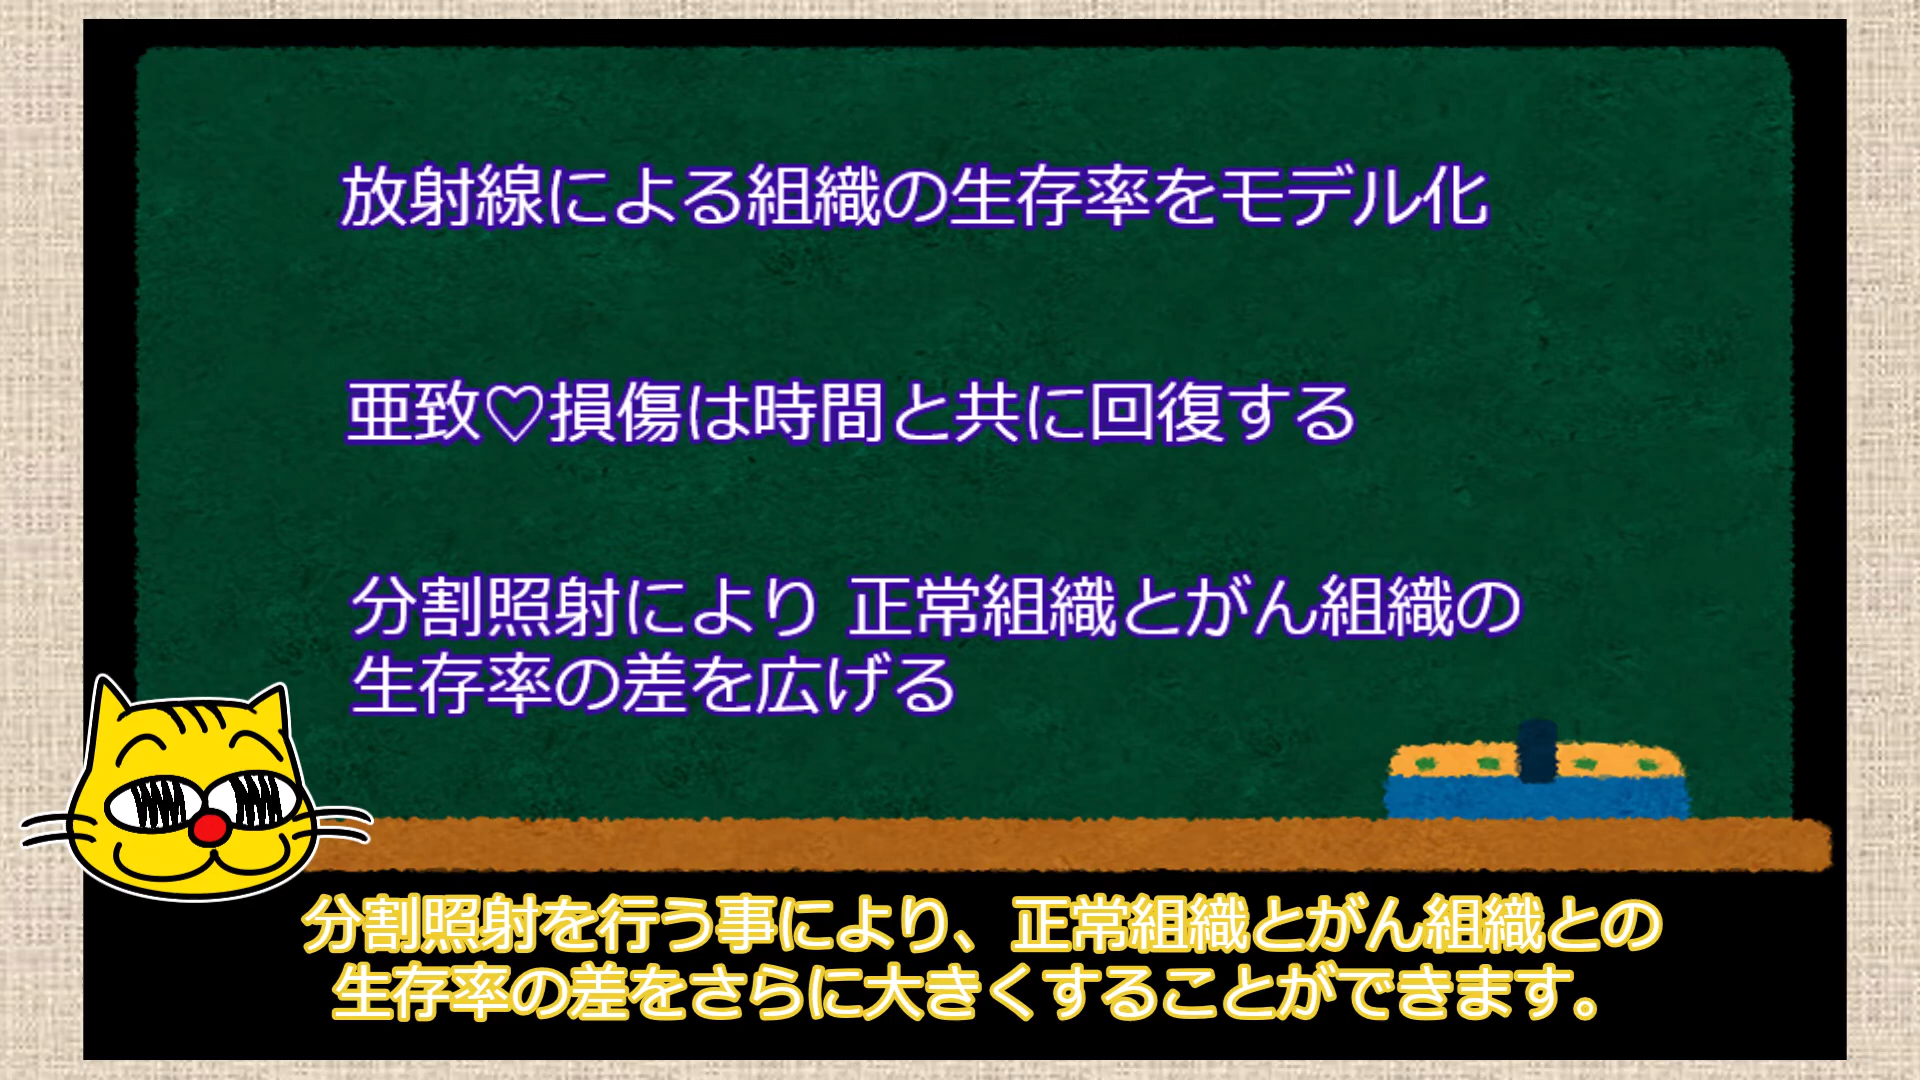 放射線による組織の生存率をモデル化
亜致♡損傷は時間と共に回復する
分割照射により 正常組織とがん組織の
生存率の差を広げる
分割照射を行う事により、正常組織とがん組織との
生存率の差をさらに大きくすることができます。